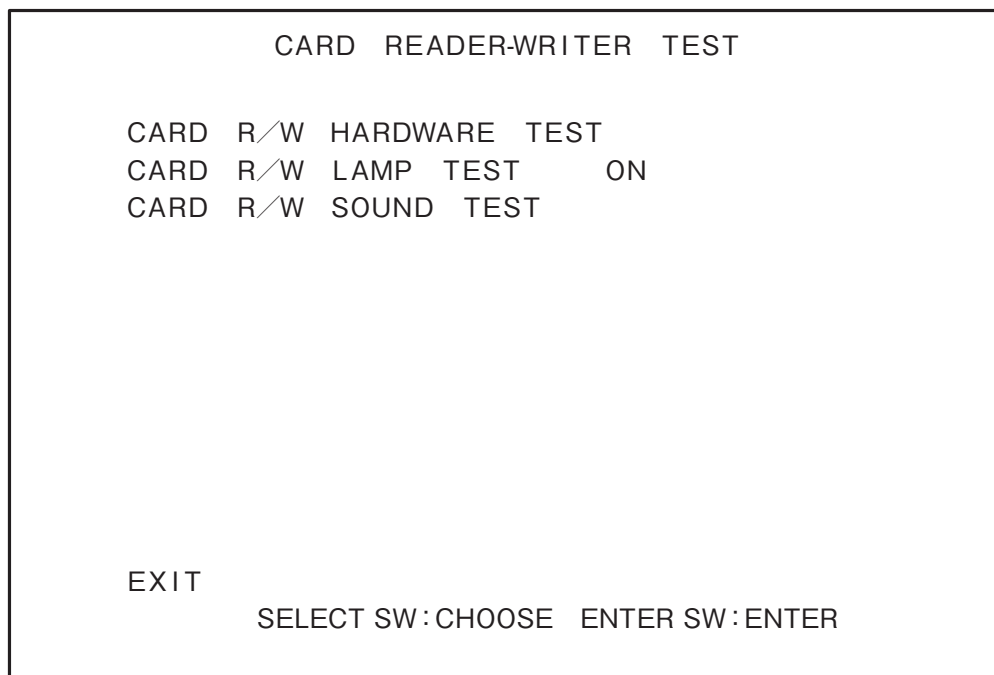 CARD READER-WRITER TEST
CARD R/W HARDWARE TEST
CARD R/W LAMP TEST ON
CARD R/W SOUND TEST
EXIT
SELECT SW:CHOOSE ENTER SW:ENTER